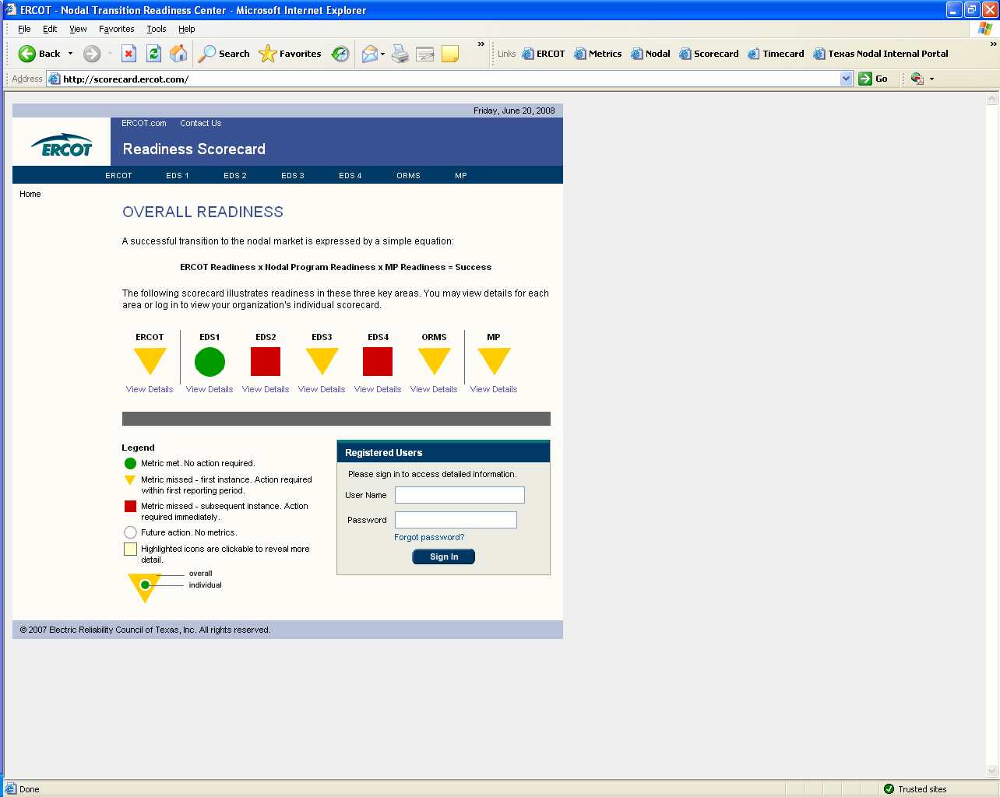 ERCOT - Nodal Transition Readiness Center - Microsoft Internet Explorer
File Edit View Favorites Tools Help
Back Search Favorites » Links ERCOT Metrics Nodal Scorecard Timecard Texas Nodal Internal Portal »
Address http://scorecard.ercot.com/ Go
Friday, June 20, 2008
ERCOT.com Contact Us
ERCOT
Readiness Scorecard
ERCOT EDS 1 EDS 2 EDS 3 EDS 4 ORMS MP
Home
OVERALL READINESS
A successful transition to the nodal market is expressed by a simple equation:
ERCOT Readiness x Nodal Program Readiness x MP Readiness = Success
The following scorecard illustrates readiness in these three key areas. You may view details for each
area or log in to view your organization's individual scorecard.
ERCOT EDS1 EDS2 EDS3 EDS4 ORMS MP
View Details View Details View Details View Details View Details View Details View Details
Legend
Metric met. No action required.
Metric missed - first instance. Action required
within first reporting period.
Metric missed - subsequent instance. Action
required immediately.
Future action. No metrics.
Highlighted icons are clickable to reveal more
detail.
overall
individual
Registered Users
Please sign in to access detailed information.
User Name
Password
Forgot password?
Sign In
© 2007 Electric Reliability Council of Texas, Inc. All rights reserved.
Done Trusted sites